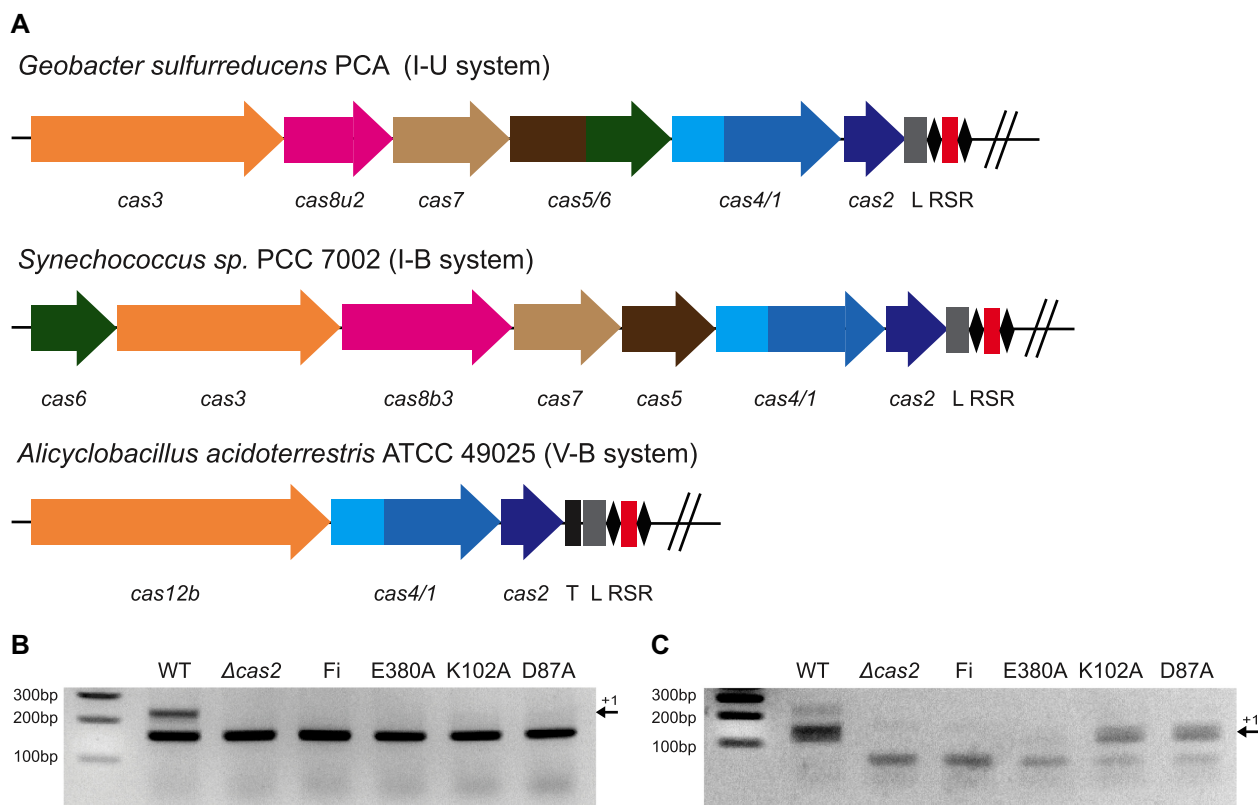 A
Geobacter sulfurreducens PCA (I-U system)
cas3 cas8u2 cas7 cas5/6 cas4/1 cas2 L RSR
Synechococcus sp. PCC 7002 (I-B system)
cas6 cas3 cas8b3 cas7 cas5 cas4/1 cas2 L RSR
Alicyclobacillus acidoterrestris ATCC 49025 (V-B system)
cas12b cas4/1 cas2 T L RSR
B
WT Δcas2 Fi E380A K102A D87A
300bp
+1
200bp
100bp
C
WT Δcas2 Fi E380A K102A D87A
300bp
200bp
+1
100bp